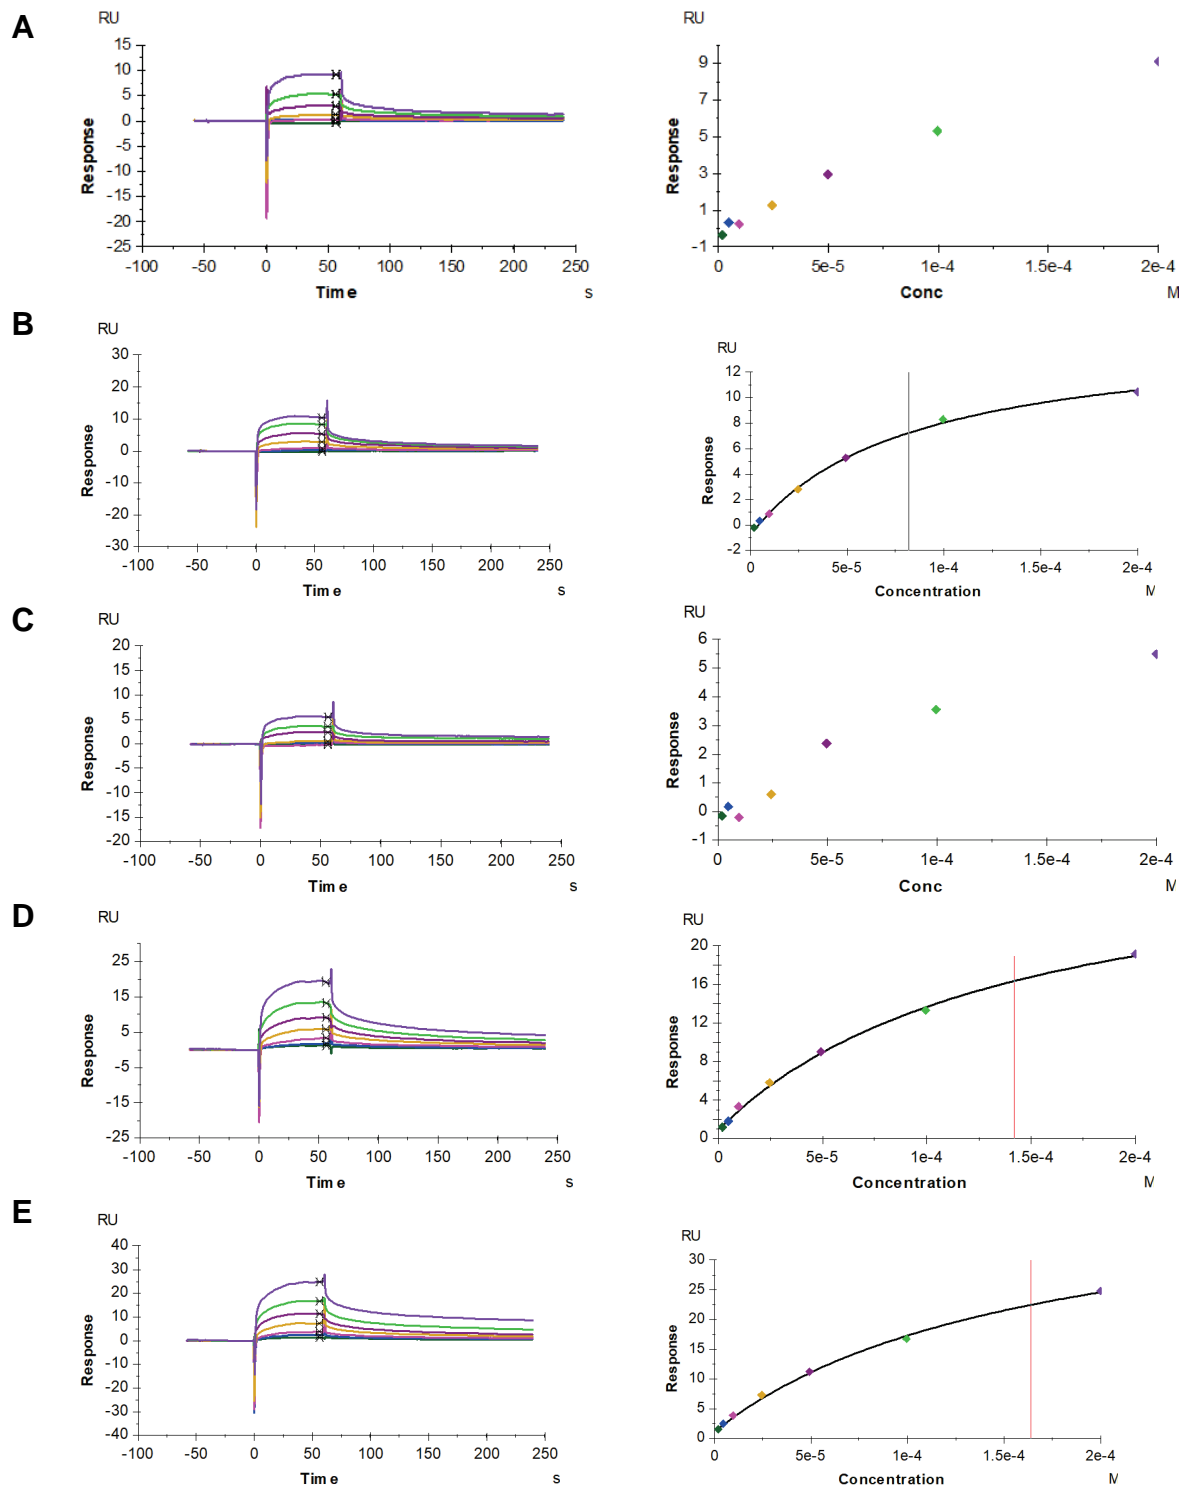 A
RU
15
10
5
0
-5
-10
-15
-20
-25
Response
-100 -50 0 50 100 150 200 250
Time s
RU
9
7
5
3
1
-1
Response
0 5e-5 1e-4 1.5e-4 2e-4
Conc M
B
RU
30
20
10
0
-10
-20
-30
Response
-100 -50 0 50 100 150 200 250
Time s
RU
12
10
8
6
4
2
0
-2
Response
0 5e-5 1e-4 1.5e-4 2e-4
Concentration M
C
RU
20
15
10
5
0
-5
-10
-15
-20
Response
-100 -50 0 50 100 150 200 250
Time s
RU
6
5
4
3
2
1
0
-1
Response
0 5e-5 1e-4 1.5e-4 2e-4
Conc M
D
RU
25
15
5
-5
-15
-25
Response
-100 -50 0 50 100 150 200 250
Time s
RU
20
16
12
8
4
0
Response
0 5e-5 1e-4 1.5e-4 2e-4
Concentration M
E
RU
40
30
20
10
0
-10
-20
-30
-40
Response
-100 -50 0 50 100 150 200 250
Time s
RU
30
25
20
15
10
5
0
Response
0 5e-5 1e-4 1.5e-4 2e-4
Concentration M